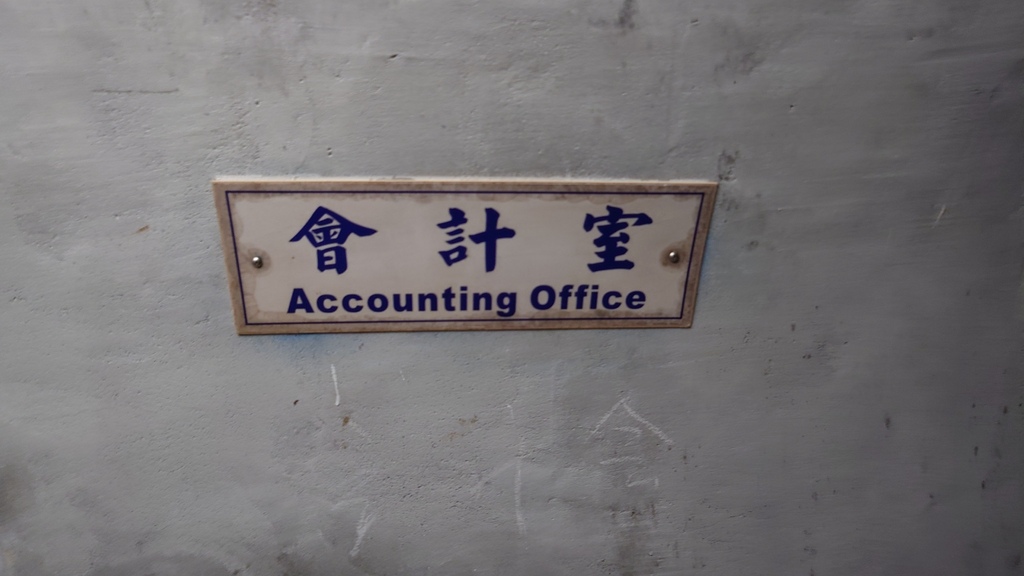 會計室
Accounting Office